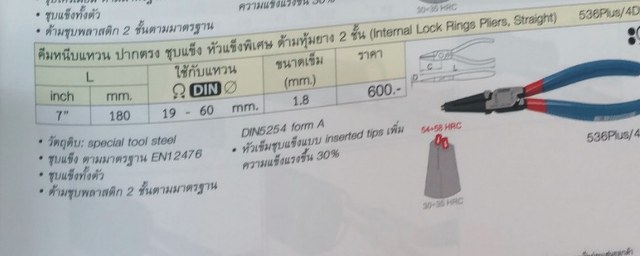 • ชุบแข็งทั้งตัว
ความแข็งแรงขึ้น 30%
30~35 HRC
• ด้ามชุบพลาสติก 2 ชั้นตามมาตรฐาน
คีมหนีบแหวน ปากตรง ชุบแข็ง หัวแข็งพิเศษ ด้ามหุ้มยาง 2 ชั้น (Internal Lock Rings Pliers, Straight)
536Plus/4D
L
ใช้กับแหวน
ขนาดเข็ม
ราคา
inch
mm.
DIN
(mm.)
7"
180
19 - 60 mm.
1.8
600.-
C
L
D
• วัตถุดิบ: special tool steel
DIN5254 form A
54~58 HRC
536Plus/4
• ชุบแข็ง ตามมาตรฐาน EN12476
• หัวเข็มชุบแข็งแบบ inserted tips เพิ่ม
• ชุบแข็งทั้งตัว
ความแข็งแรงขึ้น 30%
• ด้ามชุบพลาสติก 2 ชั้นตามมาตรฐาน
30~35 HRC